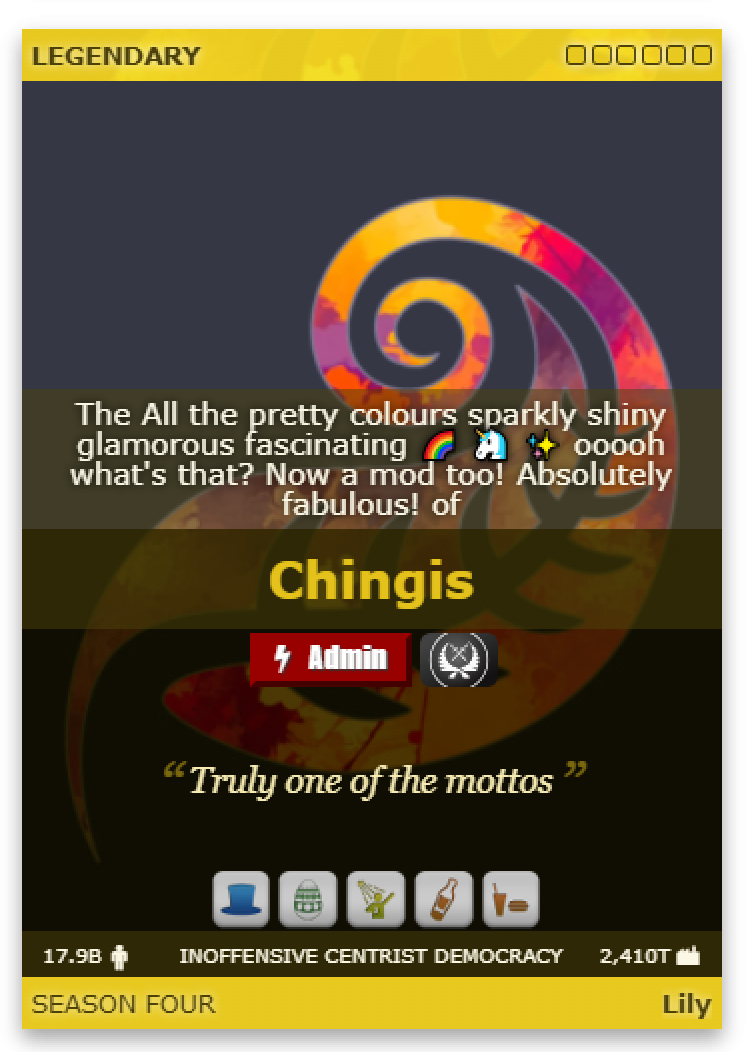 LEGENDARY
The All the pretty colours sparkly shiny
glamorous fascinating 🌈 🦄 ✨ ooooh
what's that? Now a mod too! Absolutely
fabulous! of
Chingis
Admin
“Truly one of the mottos”
17.9B INOFFENSIVE CENTRIST DEMOCRACY 2,410T
SEASON FOUR Lily